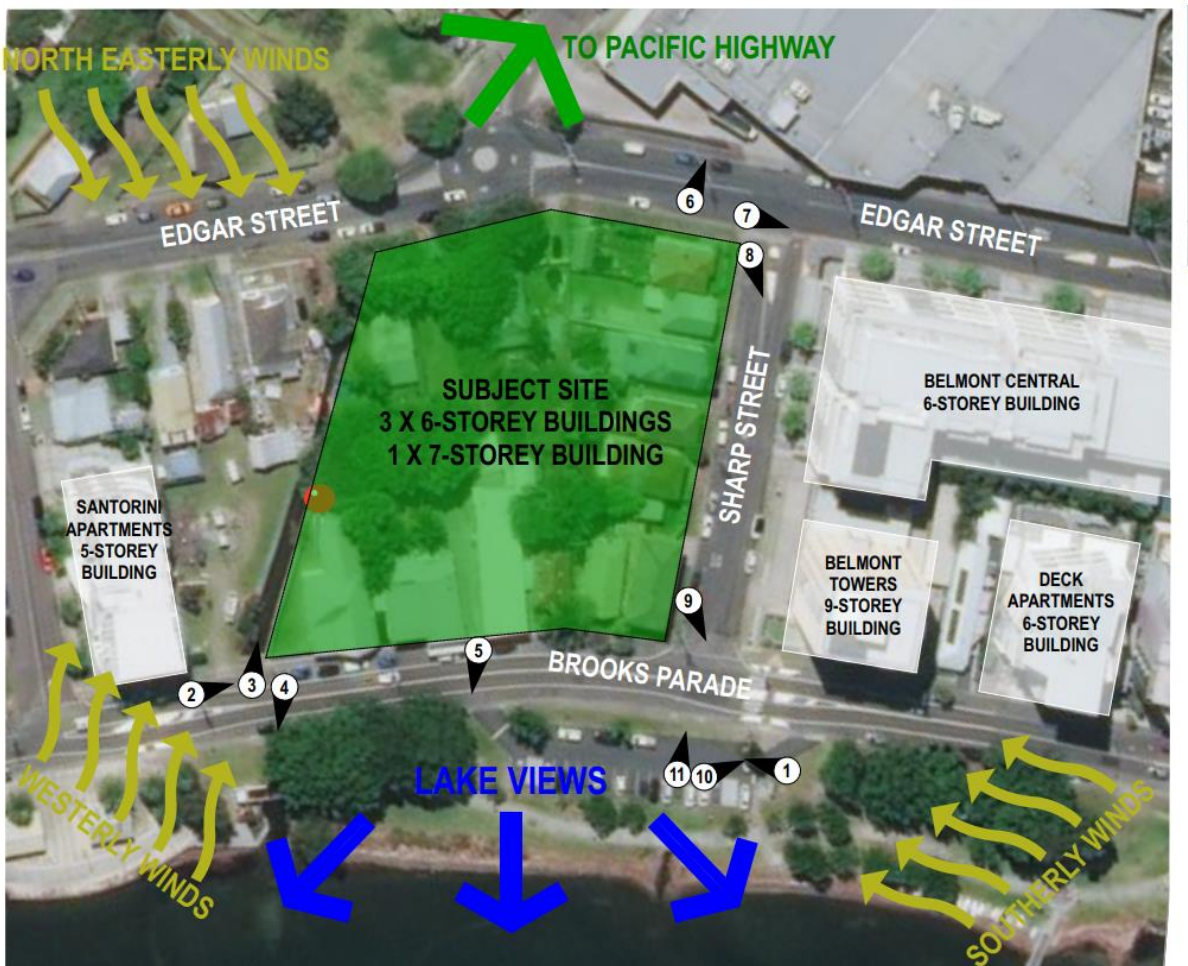 NORTH EASTERLY WINDS
TO PACIFIC HIGHWAY
6
7
EDGAR STREET
EDGAR STREET
8
SUBJECT SITE
3 X 6-STOREY BUILDINGS
1 X 7-STOREY BUILDING
SHARP STREET
BELMONT CENTRAL
6-STOREY BUILDING
SANTORINI
APARTMENTS
5-STOREY
BUILDING
BELMONT
TOWERS
9-STOREY
BUILDING
DECK
APARTMENTS
6-STOREY
BUILDING
9
5
BROOKS PARADE
2
3
4
LAKE VIEWS
11
10
1
WESTERLY WINDS
SOUTHERLY WINDS